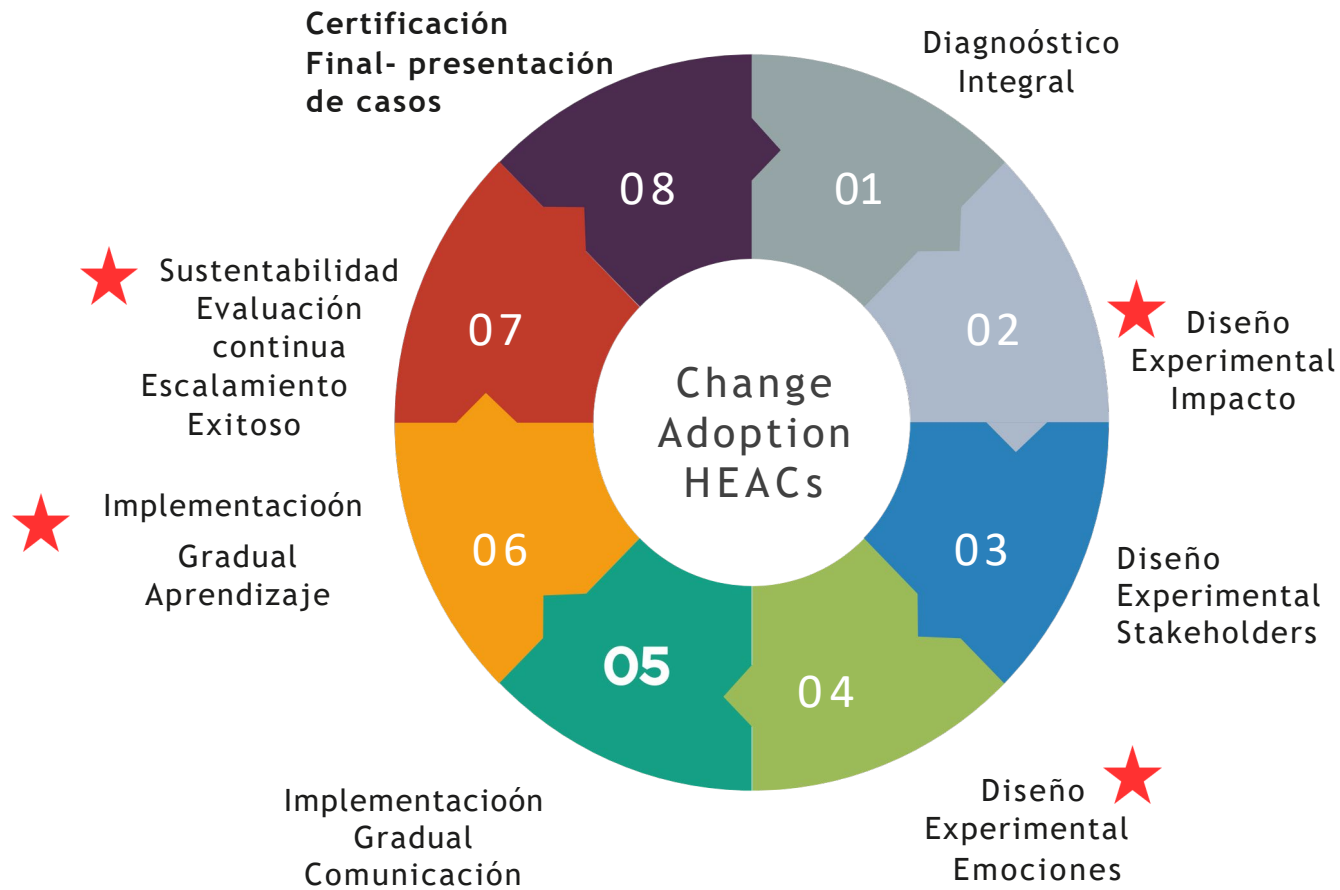 Certificación
Final- presentación
de casos
Diagnoóstico
Integral
08
01
Sustentabilidad
Evaluación
continua
Escalamiento
Exitoso
07
02
Diseño
Experimental
Impacto
Change
Adoption
HEACs
Implementacioón
Gradual
Aprendizaje
06
03
Diseño
Experimental
Stakeholders
05
04
Implementacioón
Gradual
Comunicación
Diseño
Experimental
Emociones